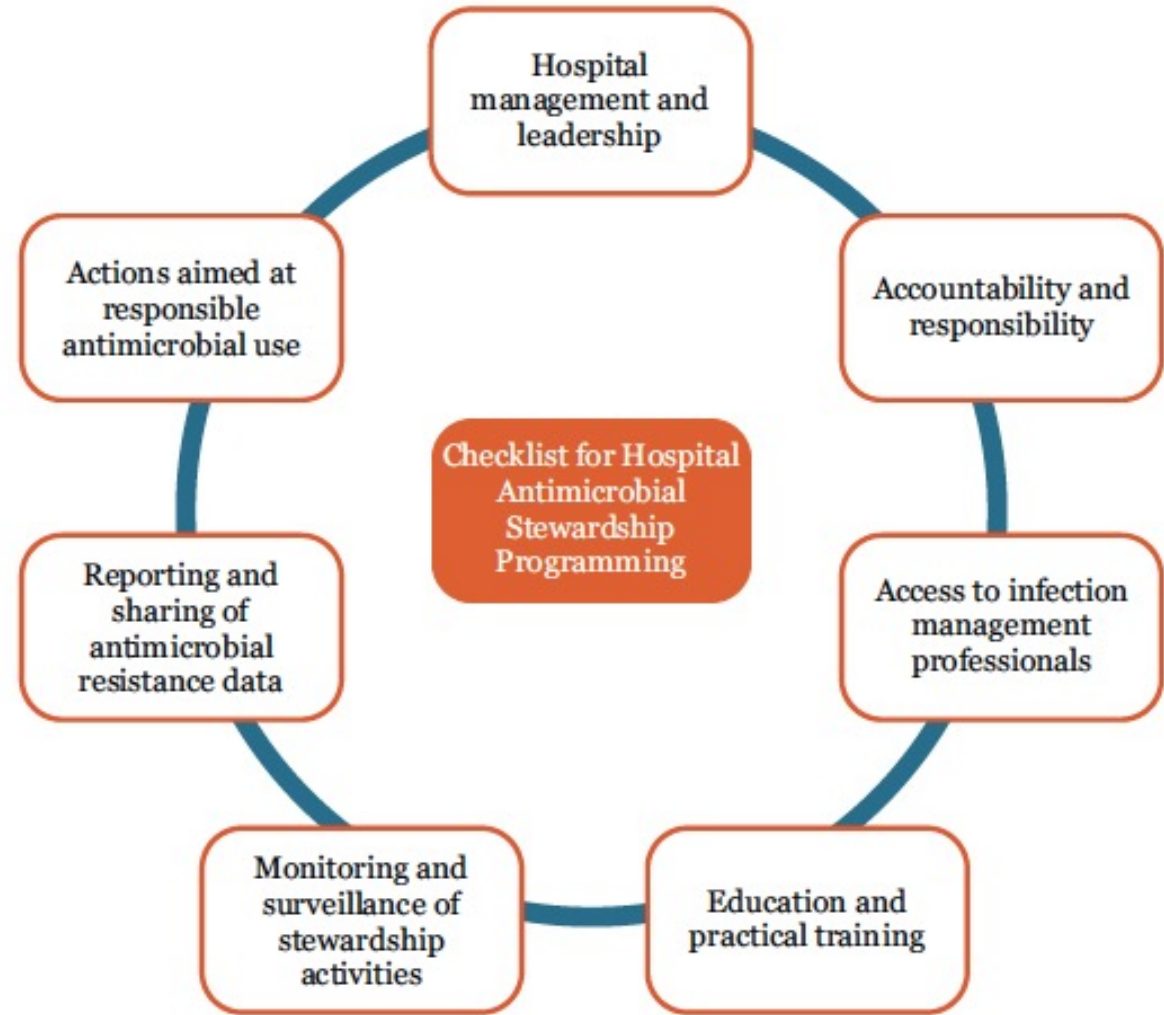 Hospital
management and
leadership
Accountability and
responsibility
Access to infection
management
professionals
Education and
practical training
Monitoring and
surveillance of
stewardship
activities
Reporting and
sharing of
antimicrobial
resistance data
Actions aimed at
responsible
antimicrobial use
Checklist for Hospital
Antimicrobial
Stewardship
Programming